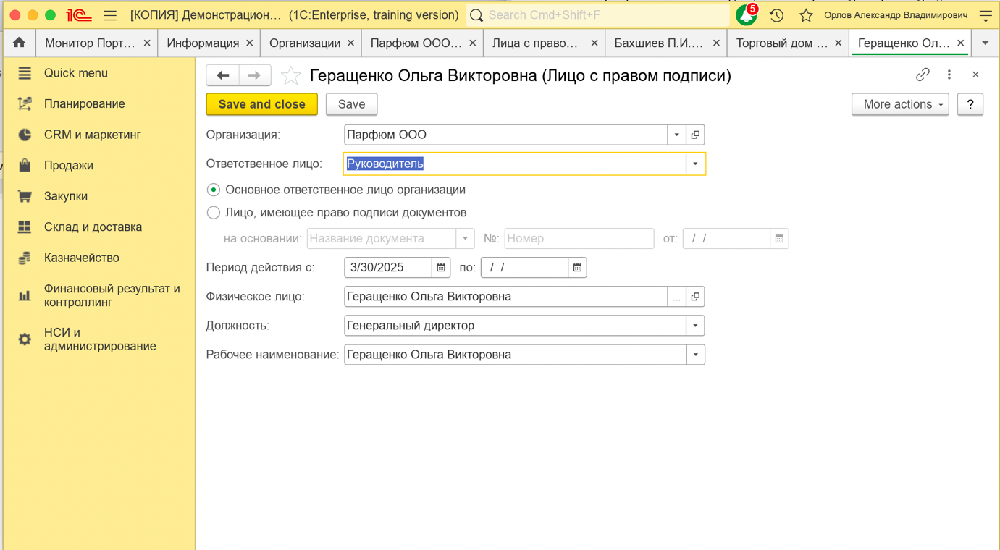 1С [КОПИЯ] Демонстрацион... (1C:Enterprise, training version) Search Cmd+Shift+F 5 Орлов Александр Владимирович
Монитор Порт... Информация Организации Парфюм ООО... Лица с право... Бахшиев П.И.... Торговый дом ... Геращенко Ол...
Quick menu
Планирование
CRM и маркетинг
Продажи
Закупки
Склад и доставка
Казначейство
Финансовый результат и
контроллинг
НСИ и
администрирование
Геращенко Ольга Викторовна (Лицо с правом подписи)
Save and close Save More actions ?
Организация: Парфюм ООО
Ответственное лицо: Руководитель
Основное ответственное лицо организации
Лицо, имеющее право подписи документов
на основании: Название документа №: Номер от: / /
Период действия с: 3/30/2025 по: / /
Физическое лицо: Геращенко Ольга Викторовна ...
Должность: Генеральный директор
Рабочее наименование: Геращенко Ольга Викторовна